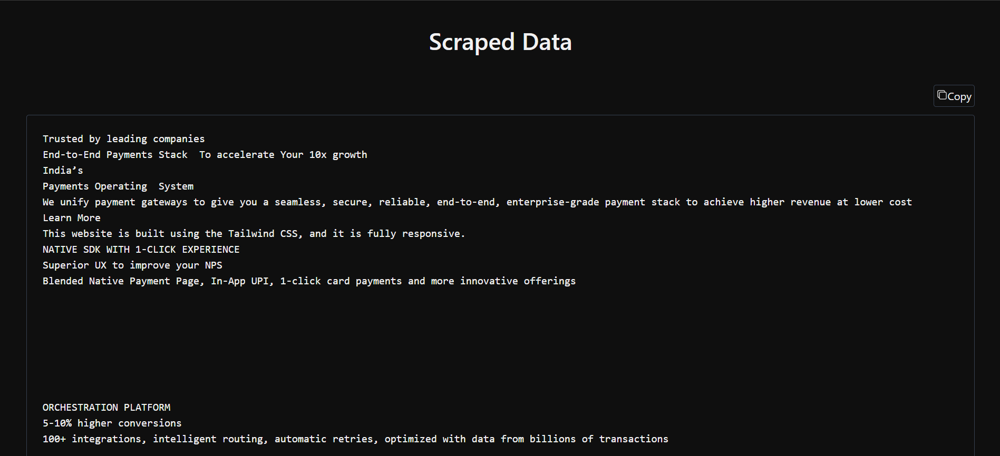 Scraped Data
Copy
Trusted by leading companies
End-to-End Payments Stack  To accelerate Your 10x growth
India’s
Payments Operating  System
We unify payment gateways to give you a seamless, secure, reliable, end-to-end, enterprise-grade payment stack to achieve higher revenue at lower cost
Learn More
This website is built using the Tailwind CSS, and it is fully responsive.
NATIVE SDK WITH 1-CLICK EXPERIENCE
Superior UX to improve your NPS
Blended Native Payment Page, In-App UPI, 1-click card payments and more innovative offerings
ORCHESTRATION PLATFORM
5-10% higher conversions
100+ integrations, intelligent routing, automatic retries, optimized with data from billions of transactions